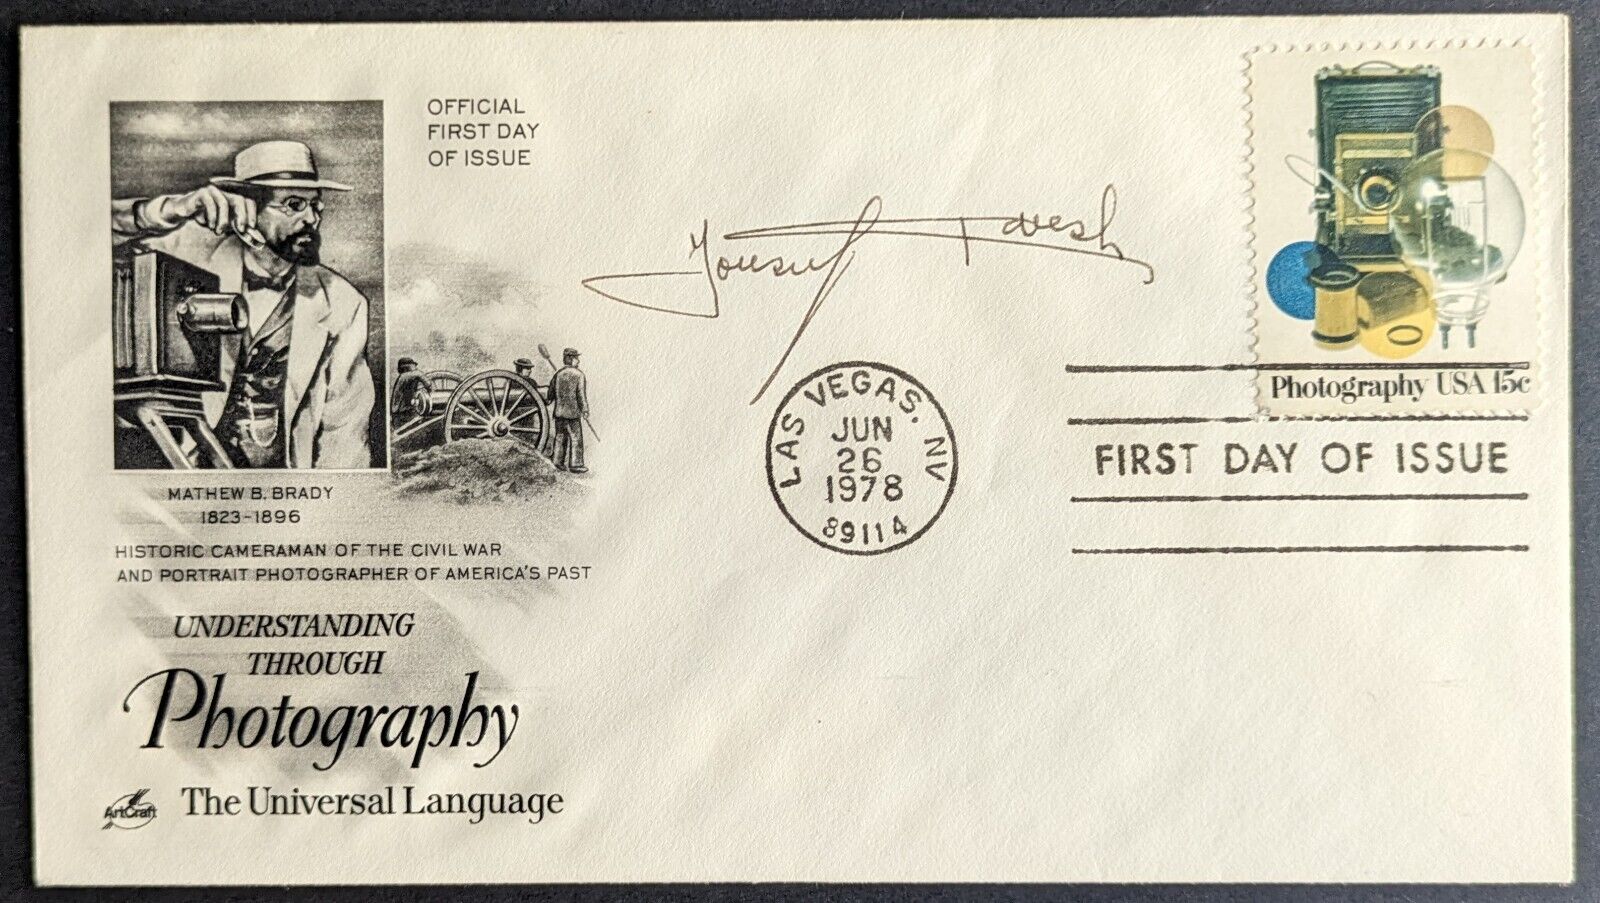 OFFICIAL
FIRST DAY
OF ISSUE
Yousuf Karsh
Photography USA 15c
LAS VEGAS, NV
JUN
26
1978
89114
FIRST DAY OF ISSUE
MATHEW B. BRADY
1823-1896
HISTORIC CAMERAMAN OF THE CIVIL WAR
AND PORTRAIT PHOTOGRAPHER OF AMERICA'S PAST
UNDERSTANDING
THROUGH
Photography
The Universal Language
ArtCraft